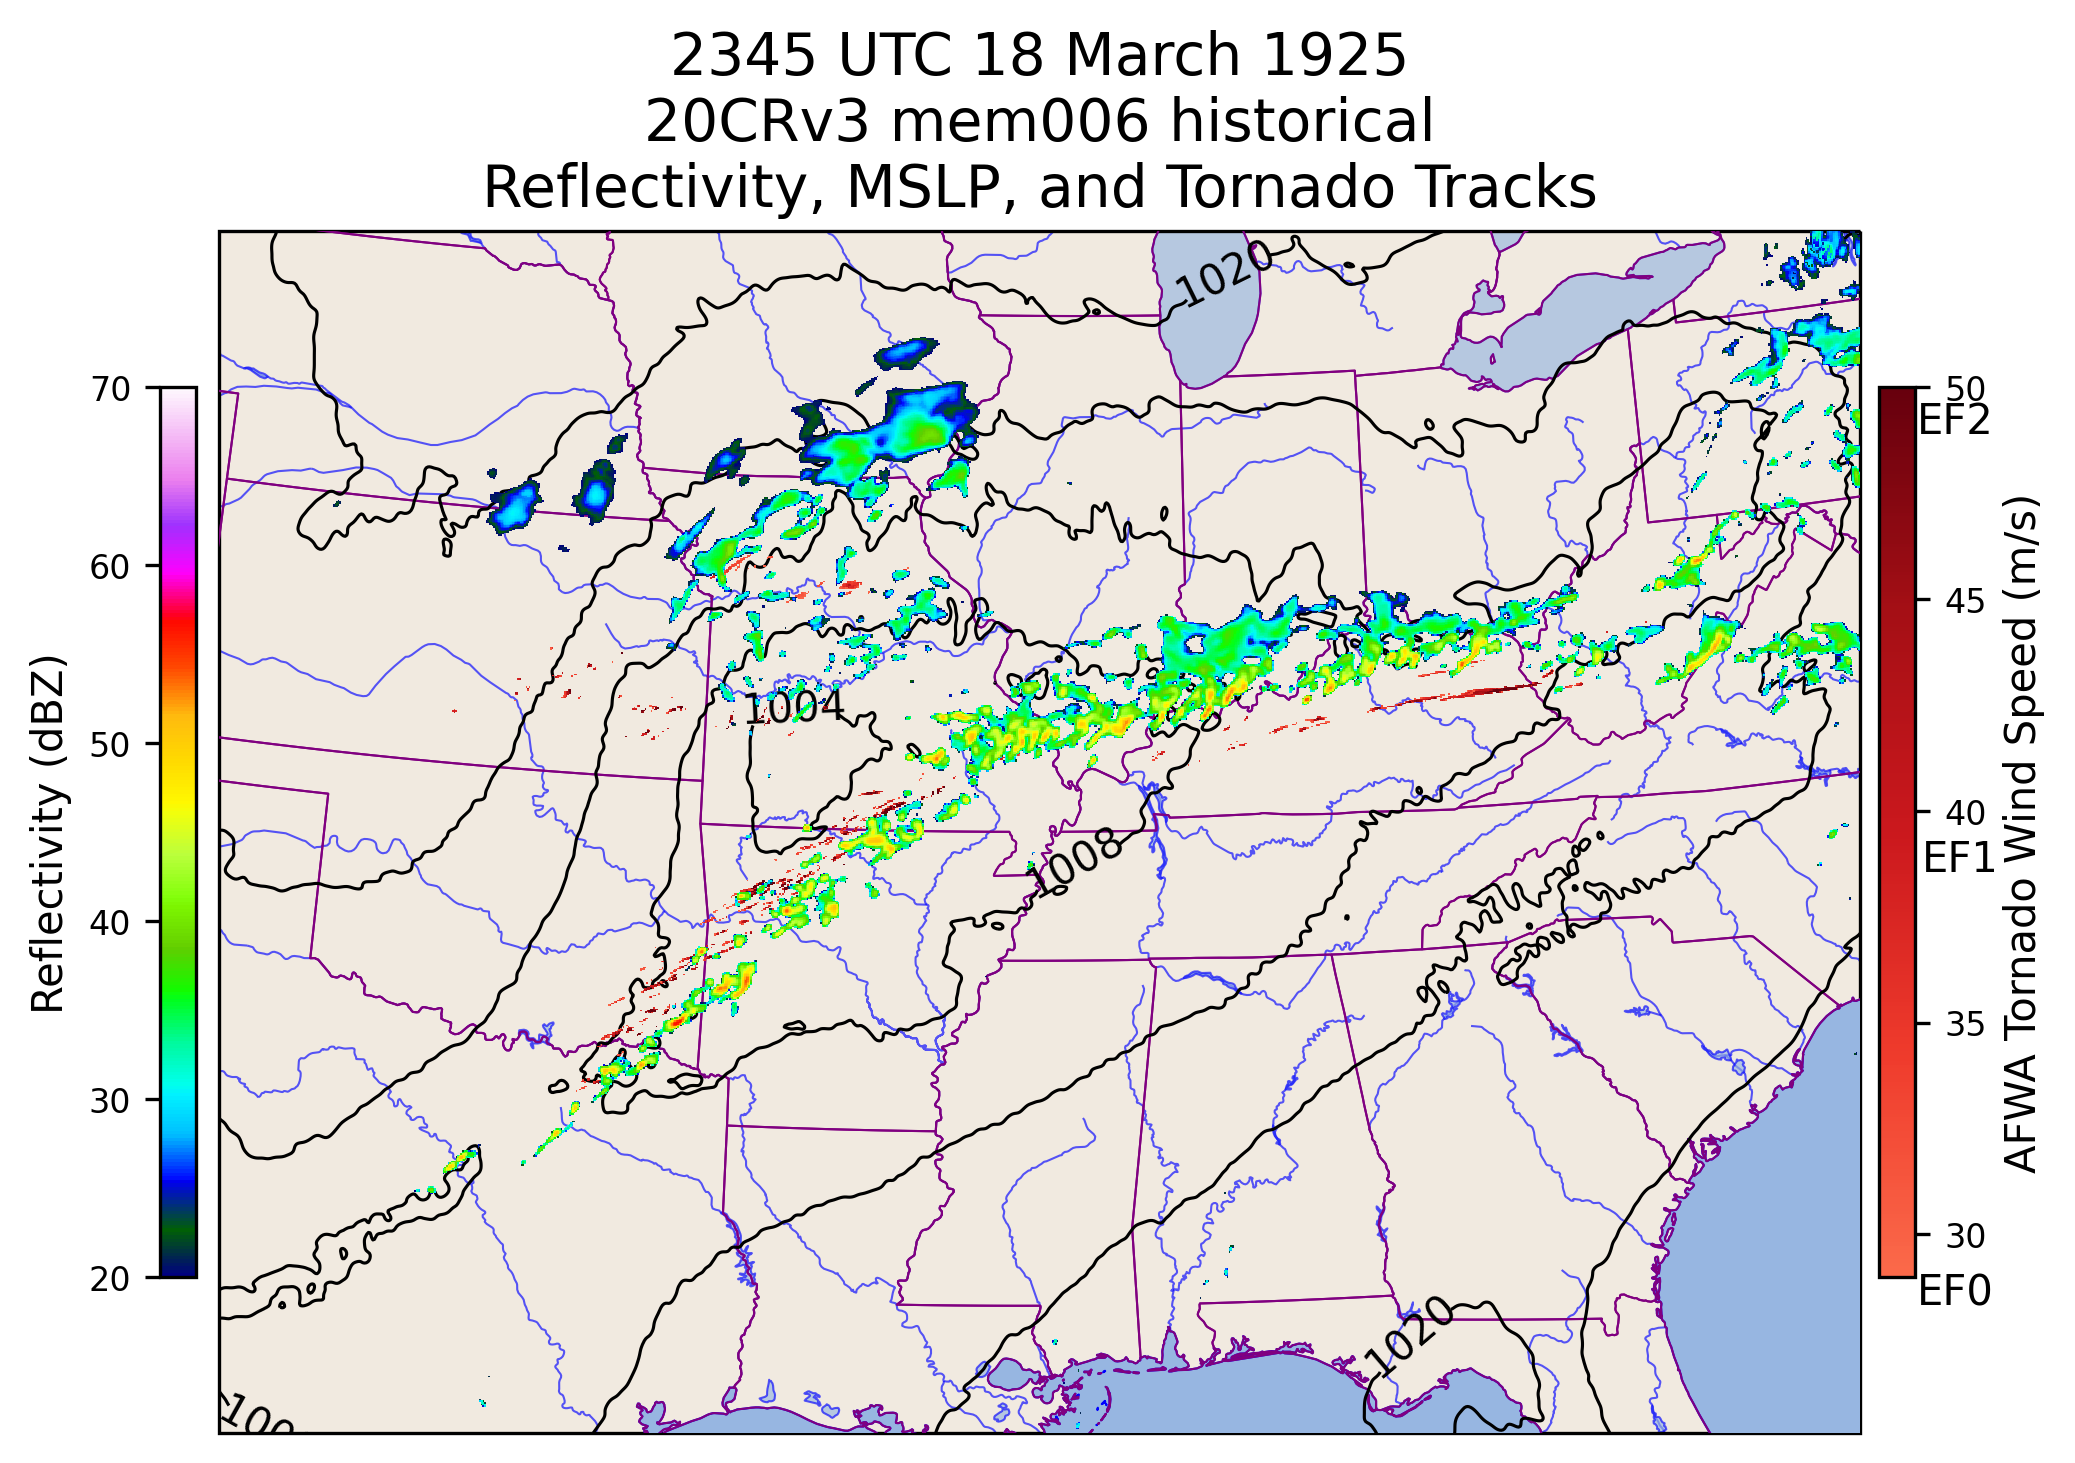 2345 UTC 18 March 1925
20CRv3 mem006 historical
Reflectivity, MSLP, and Tornado Tracks
Reflectivity (dBZ)
70
60
50
40
30
20
1020
1004
1008
1020
100
50
EF2
45
40
EF1
35
30
EF0
AFWA Tornado Wind Speed (m/s)